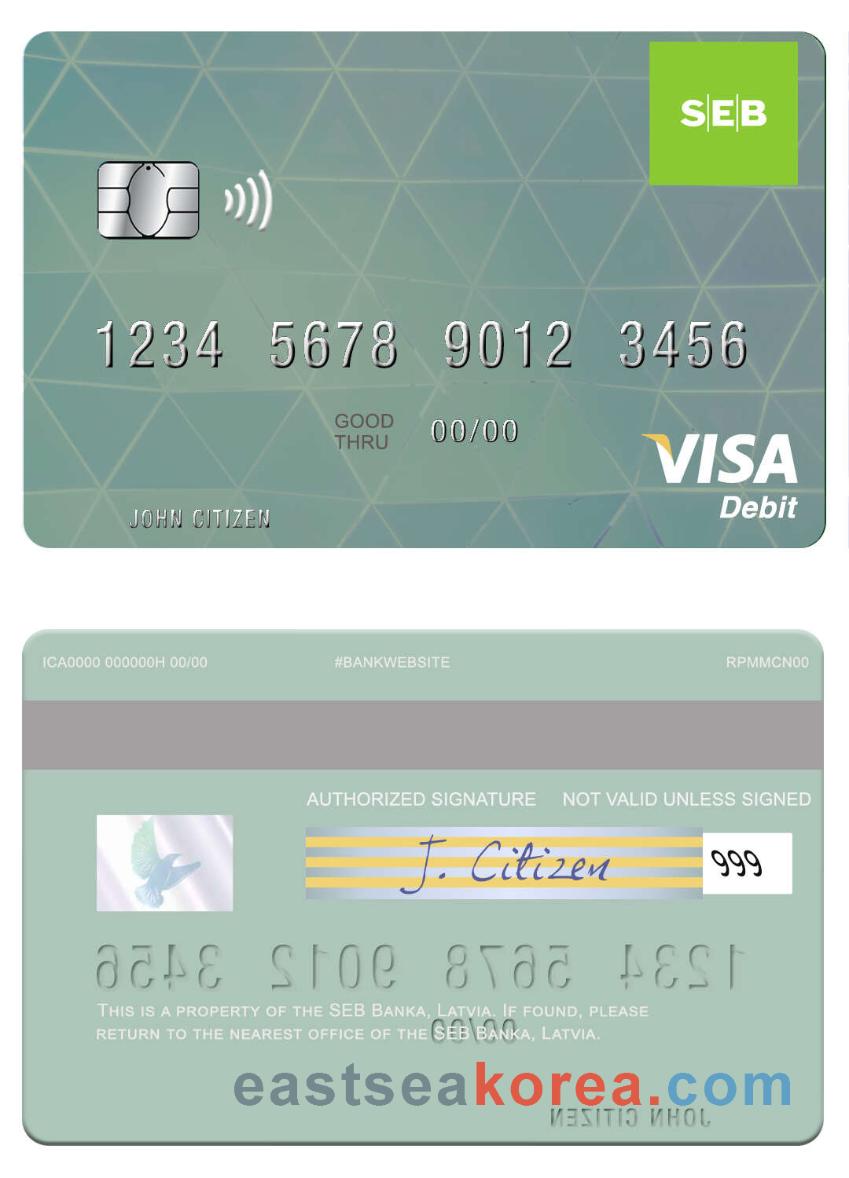 S|E|B
1234 5678 9012 3456
GOOD
THRU
00/00
VISA
Debit
JOHN CITIZEN
ICA0000 000000H 00/00 #BANKWEBSITE RPMMCN00
AUTHORIZED SIGNATURE NOT VALID UNLESS SIGNED
J. Citizen 999
1234 5678 9012 3456
THIS IS A PROPERTY OF THE SEB BANKA, LATVIA. IF FOUND, PLEASE
RETURN TO THE NEAREST OFFICE OF THE SEB BANKA, LATVIA.
00/00
eastseakorea.com
JOHN CITIZEN